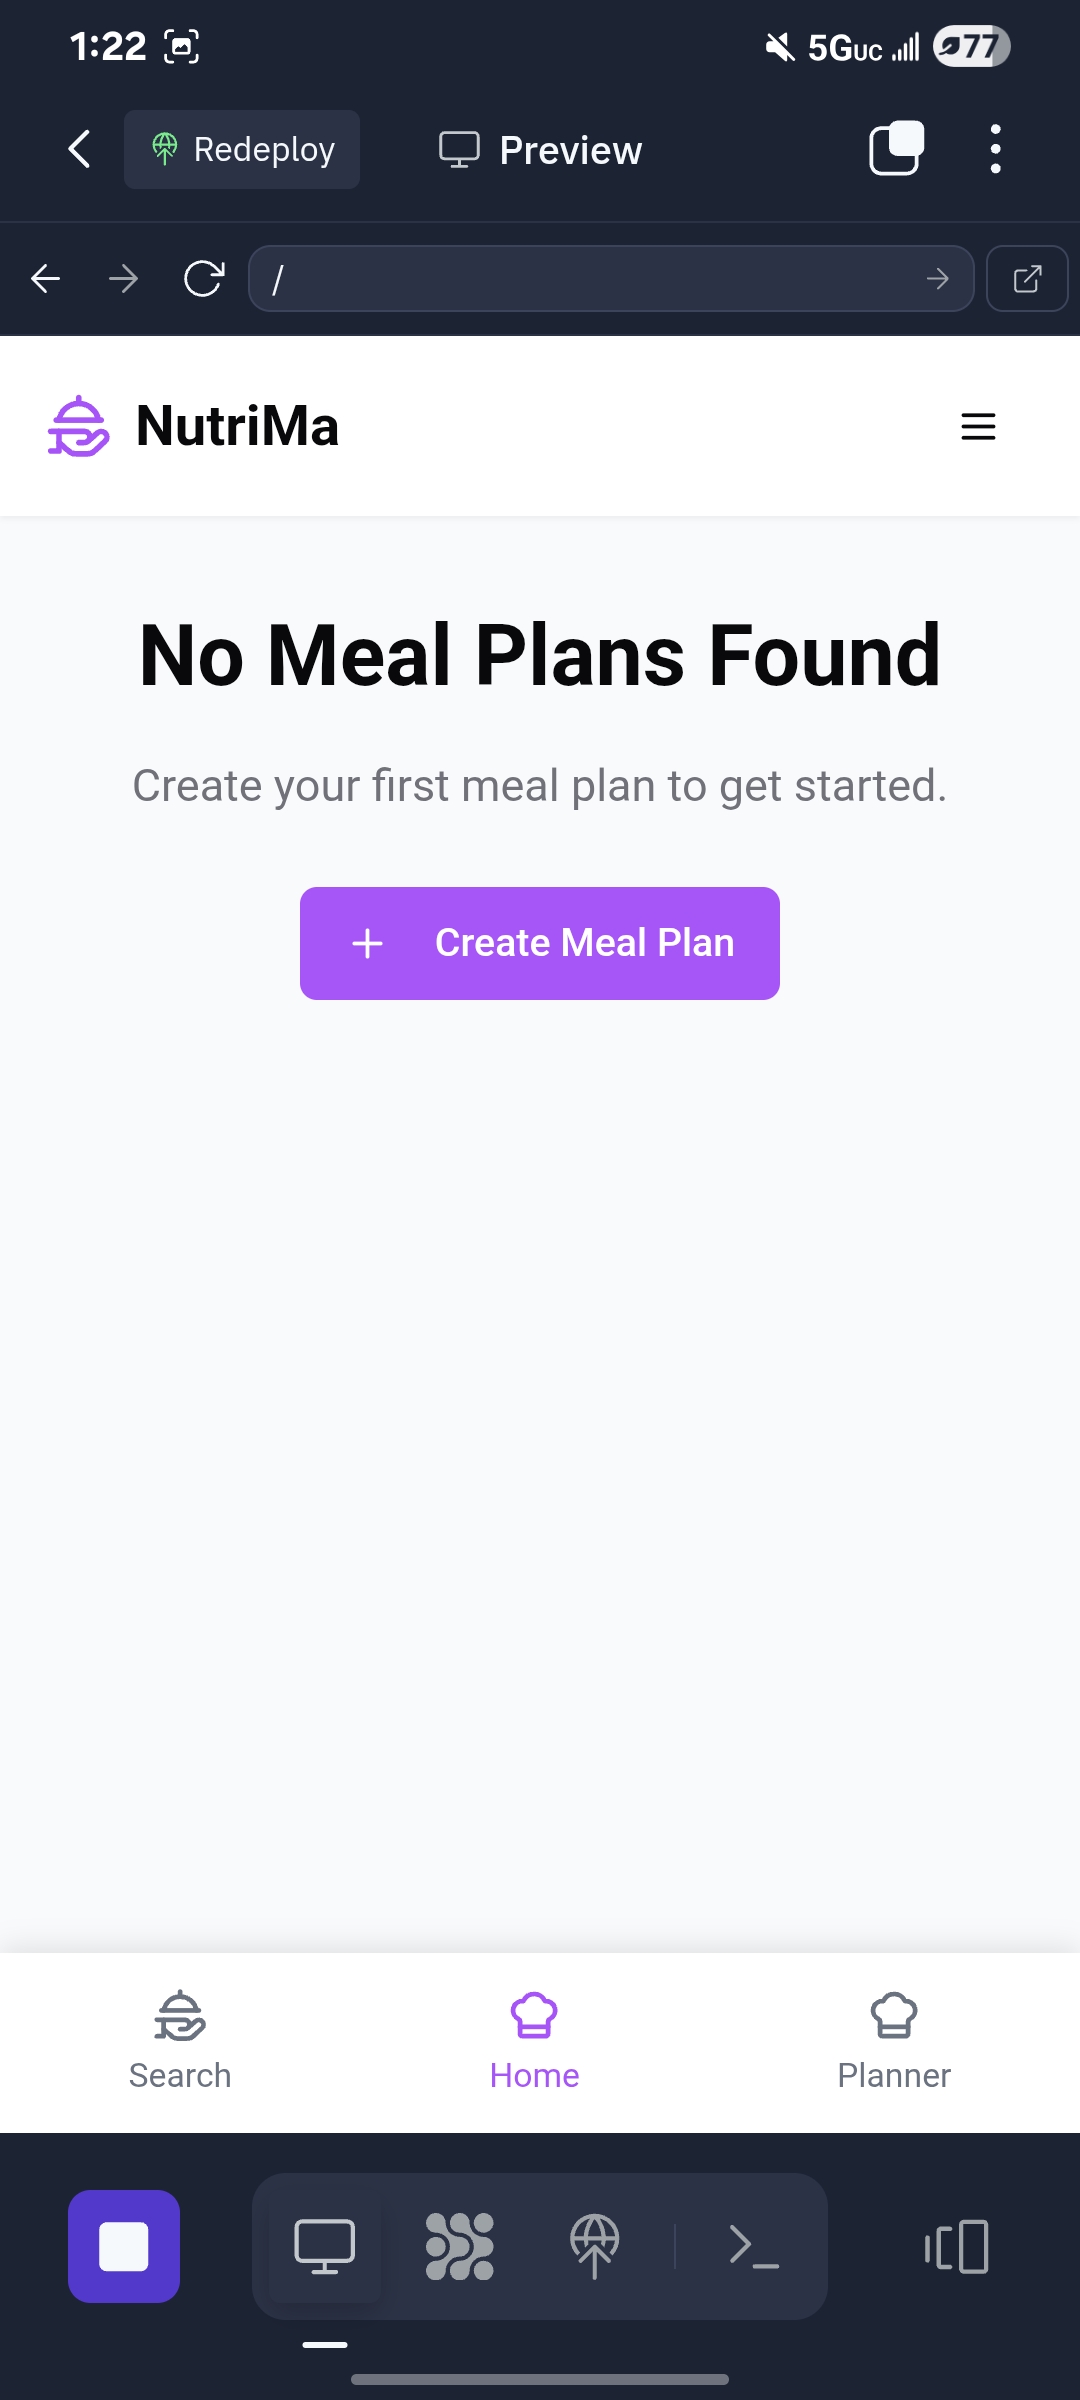 1:22
5GUC
77
Redeploy
Preview
/
NutriMa
No Meal Plans Found
Create your first meal plan to get started.
Create Meal Plan
Search
Home
Planner